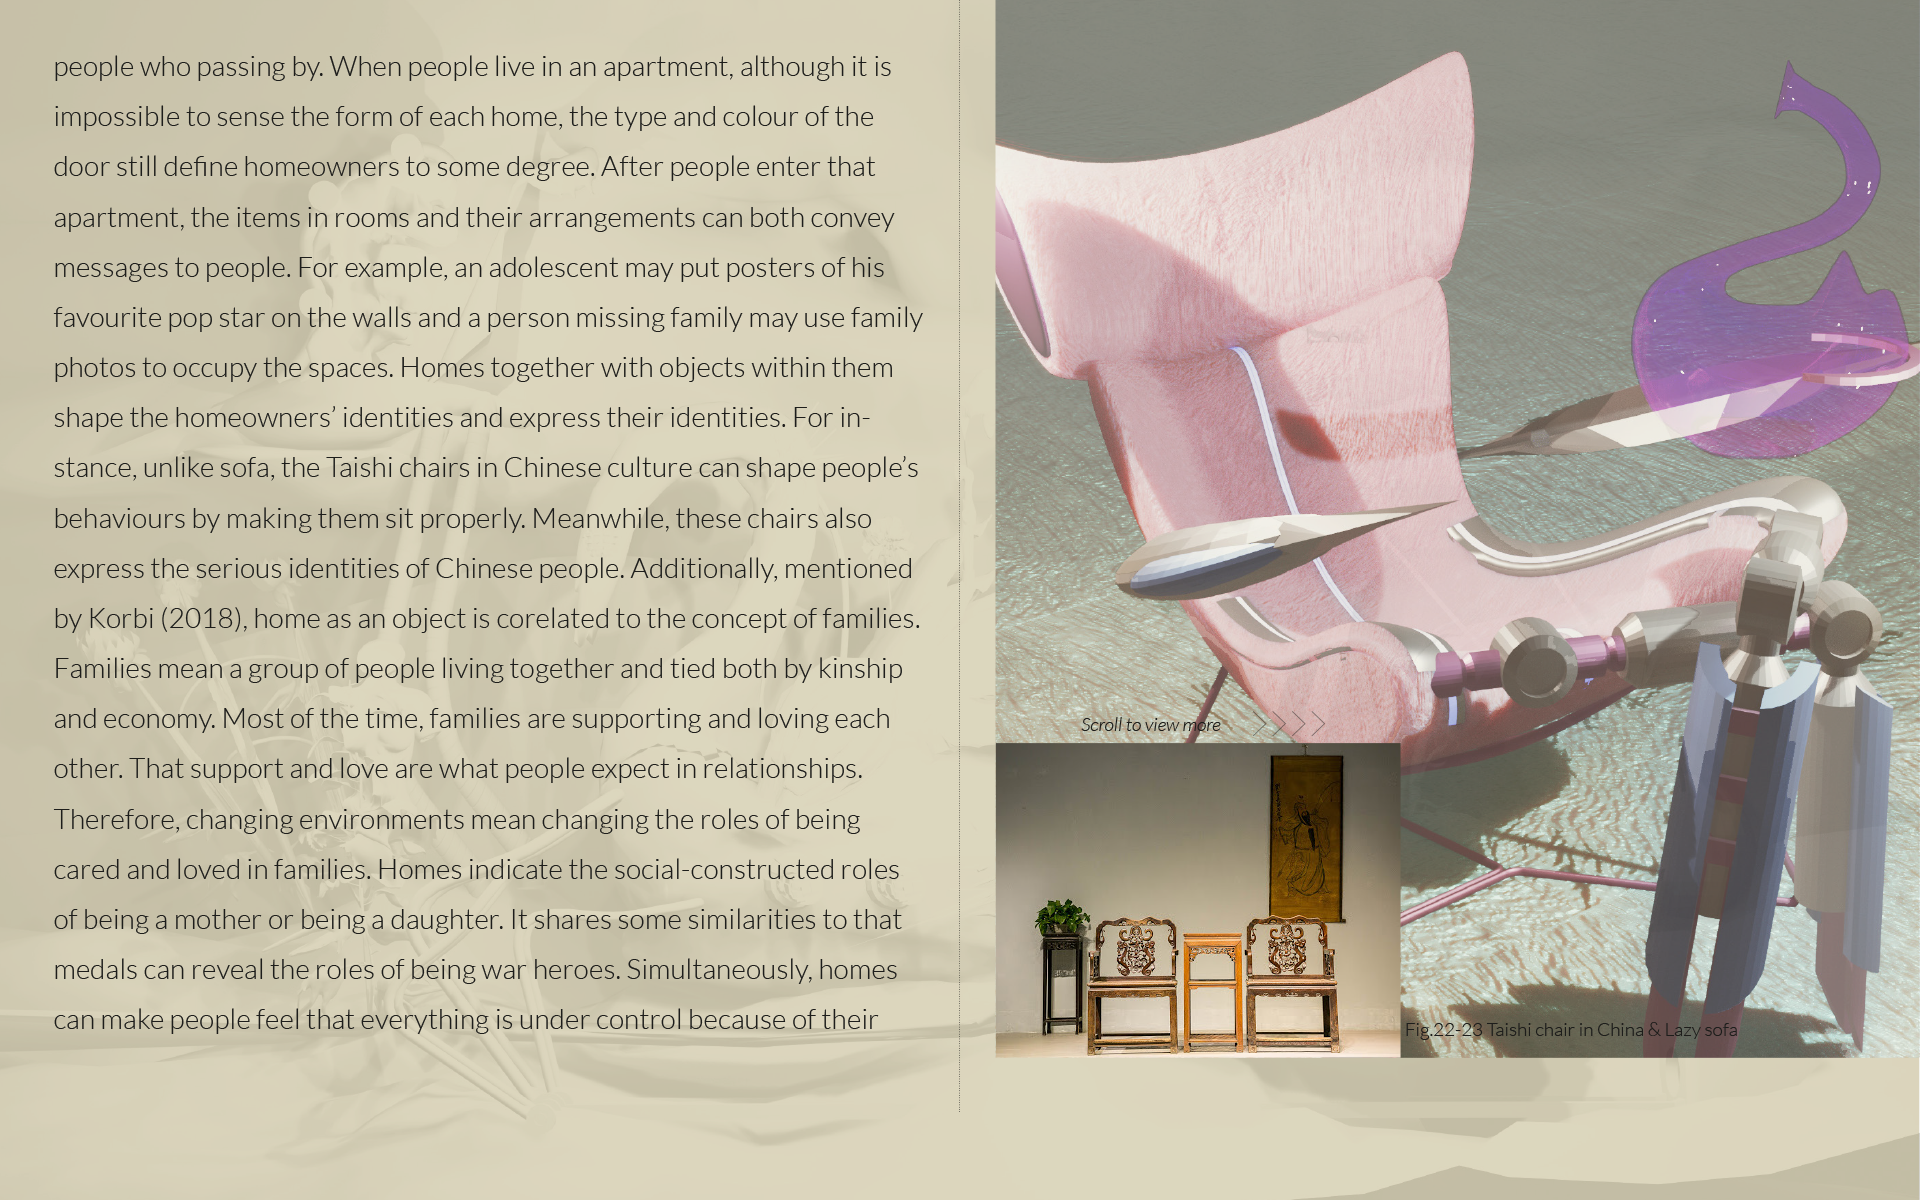 people who passing by. When people live in an apartment, although it is
impossible to sense the form of each home, the type and colour of the
door still define homeowners to some degree. After people enter that
apartment, the items in rooms and their arrangements can both convey
messages to people. For example, an adolescent may put posters of his
favourite pop star on the walls and a person missing family may use family
photos to occupy the spaces. Homes together with objects within them
shape the homeowners’ identities and express their identities. For in-
stance, unlike sofa, the Taishi chairs in Chinese culture can shape people’s
behaviours by making them sit properly. Meanwhile, these chairs also
express the serious identities of Chinese people. Additionally, mentioned
by Korbi (2018), home as an object is corelated to the concept of families.
Families mean a group of people living together and tied both by kinship
and economy. Most of the time, families are supporting and loving each
other. That support and love are what people expect in relationships.
Therefore, changing environments mean changing the roles of being
cared and loved in families. Homes indicate the social-constructed roles
of being a mother or being a daughter. It shares some similarities to that
medals can reveal the roles of being war heroes. Simultaneously, homes
can make people feel that everything is under control because of their
Scroll to view more
Fig.22-23 Taishi chair in China & Lazy sofa